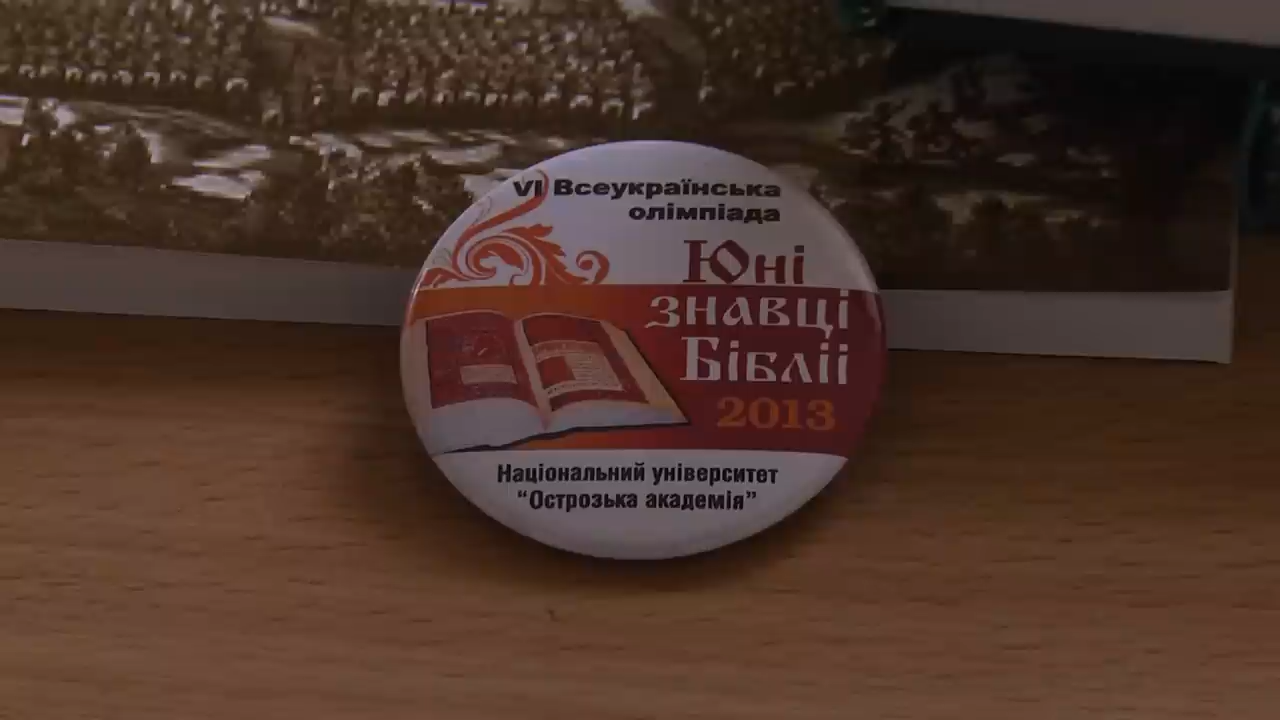 VI Всеукраїнська
олімпіада
Юні
знавці
Біблії
2013
Національний університет
“Острозька академія”